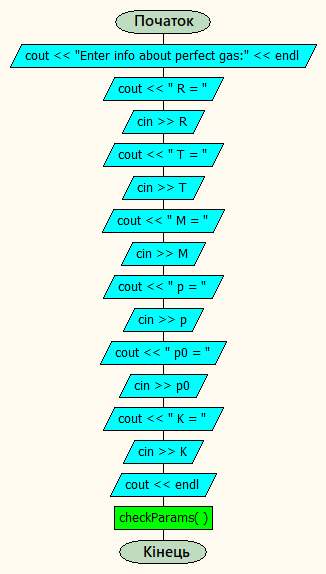 Початок
cout << "Enter info about perfect gas:" << endl
cout << " R = "
cin >> R
cout << " T = "
cin >> T
cout << " M = "
cin >> M
cout << " p = "
cin >> p
cout << " p0 = "
cin >> p0
cout << " K = "
cin >> K
cout << endl
checkParams( )
Кінець